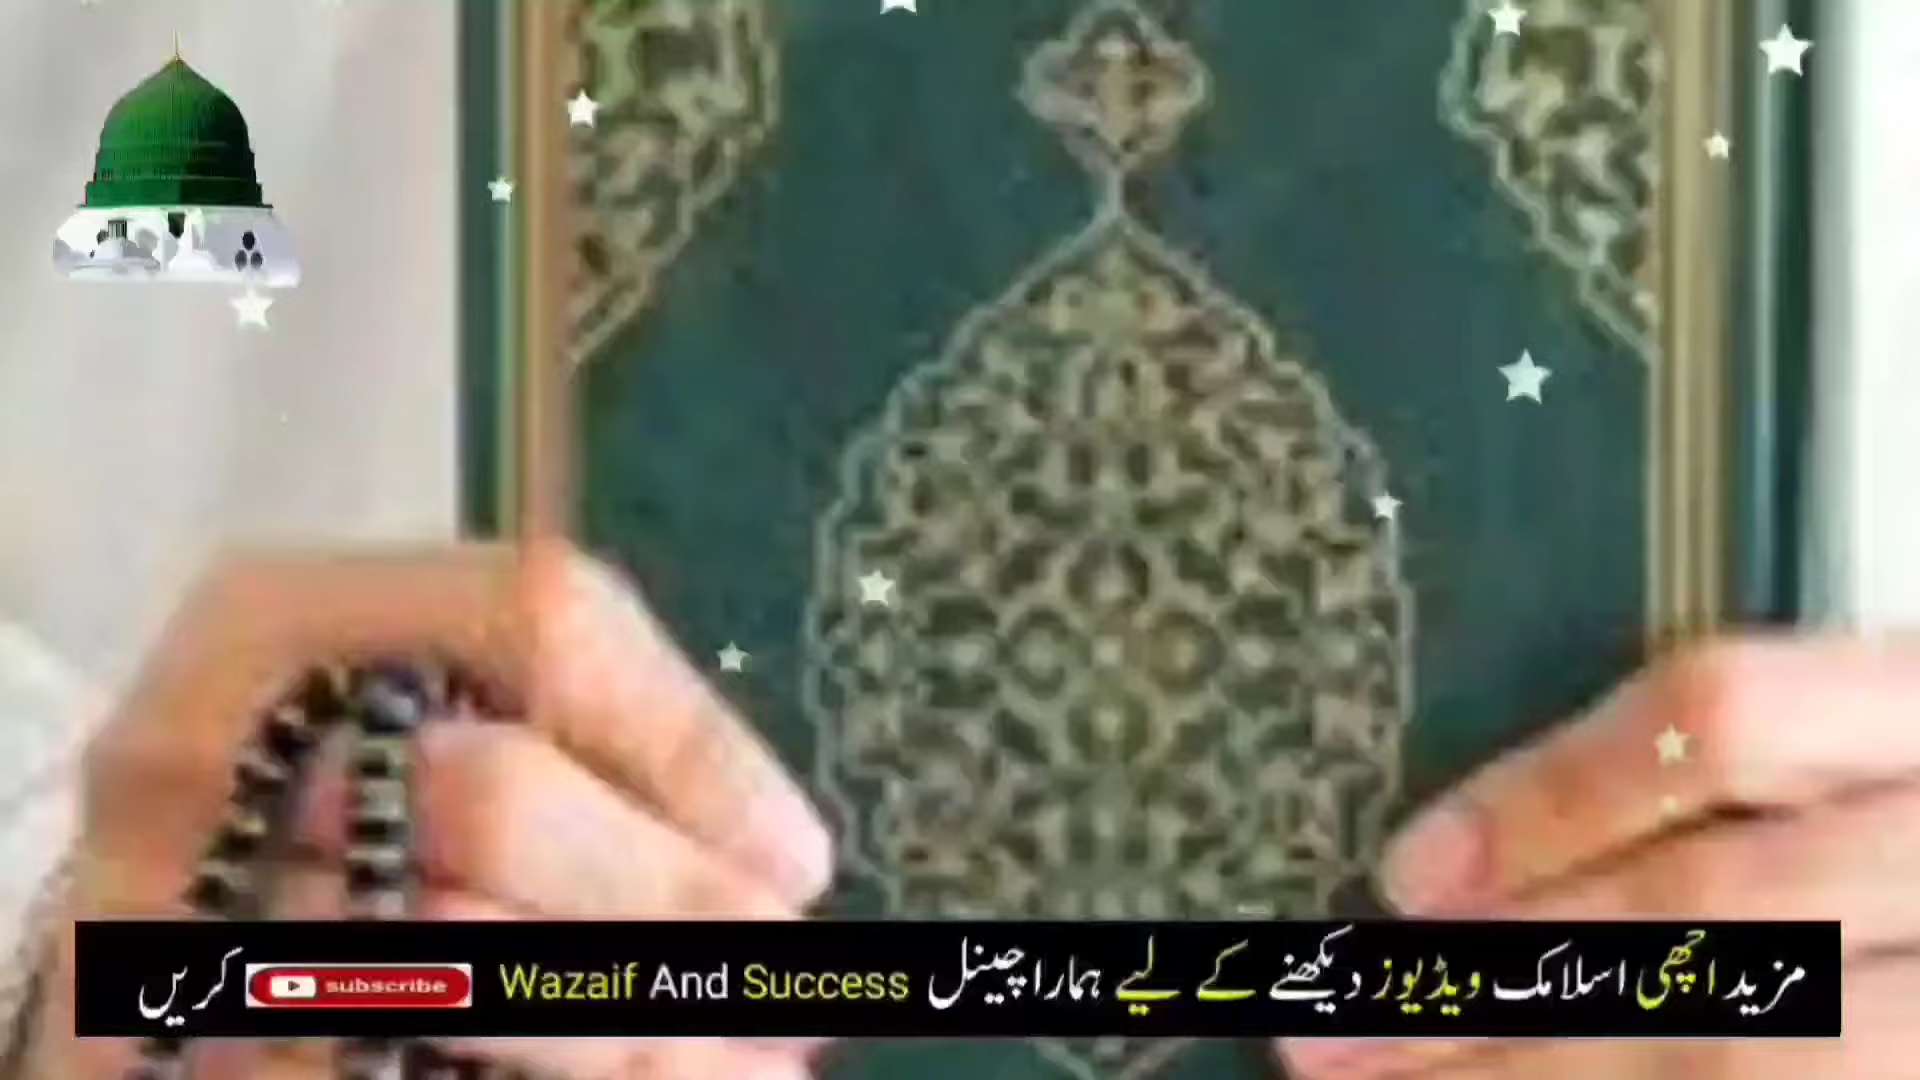 مزید اچھی اسلامک ویڈیوز دیکھنے کے لیے ہمارا چینل Wazaif And Success subscribe کریں